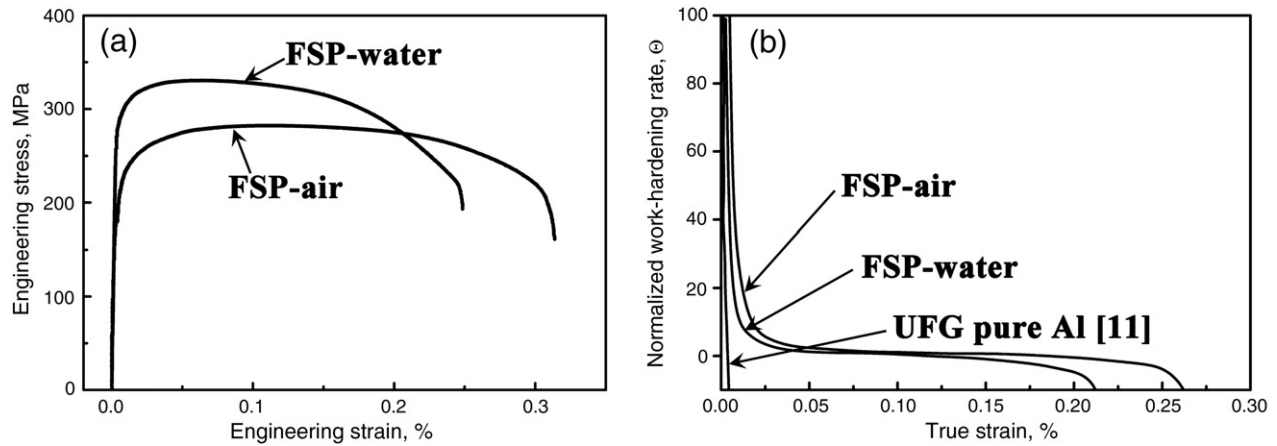 (a)
FSP-water
FSP-air
Engineering stress, MPa
400
300
200
100
0
0.0 0.1 0.2 0.3
Engineering strain, %
(b)
FSP-air
FSP-water
UFG pure Al [11]
Normalized work-hardening rate, Θ
100
80
60
40
20
0
0.00 0.05 0.10 0.15 0.20 0.25 0.30
True strain, %